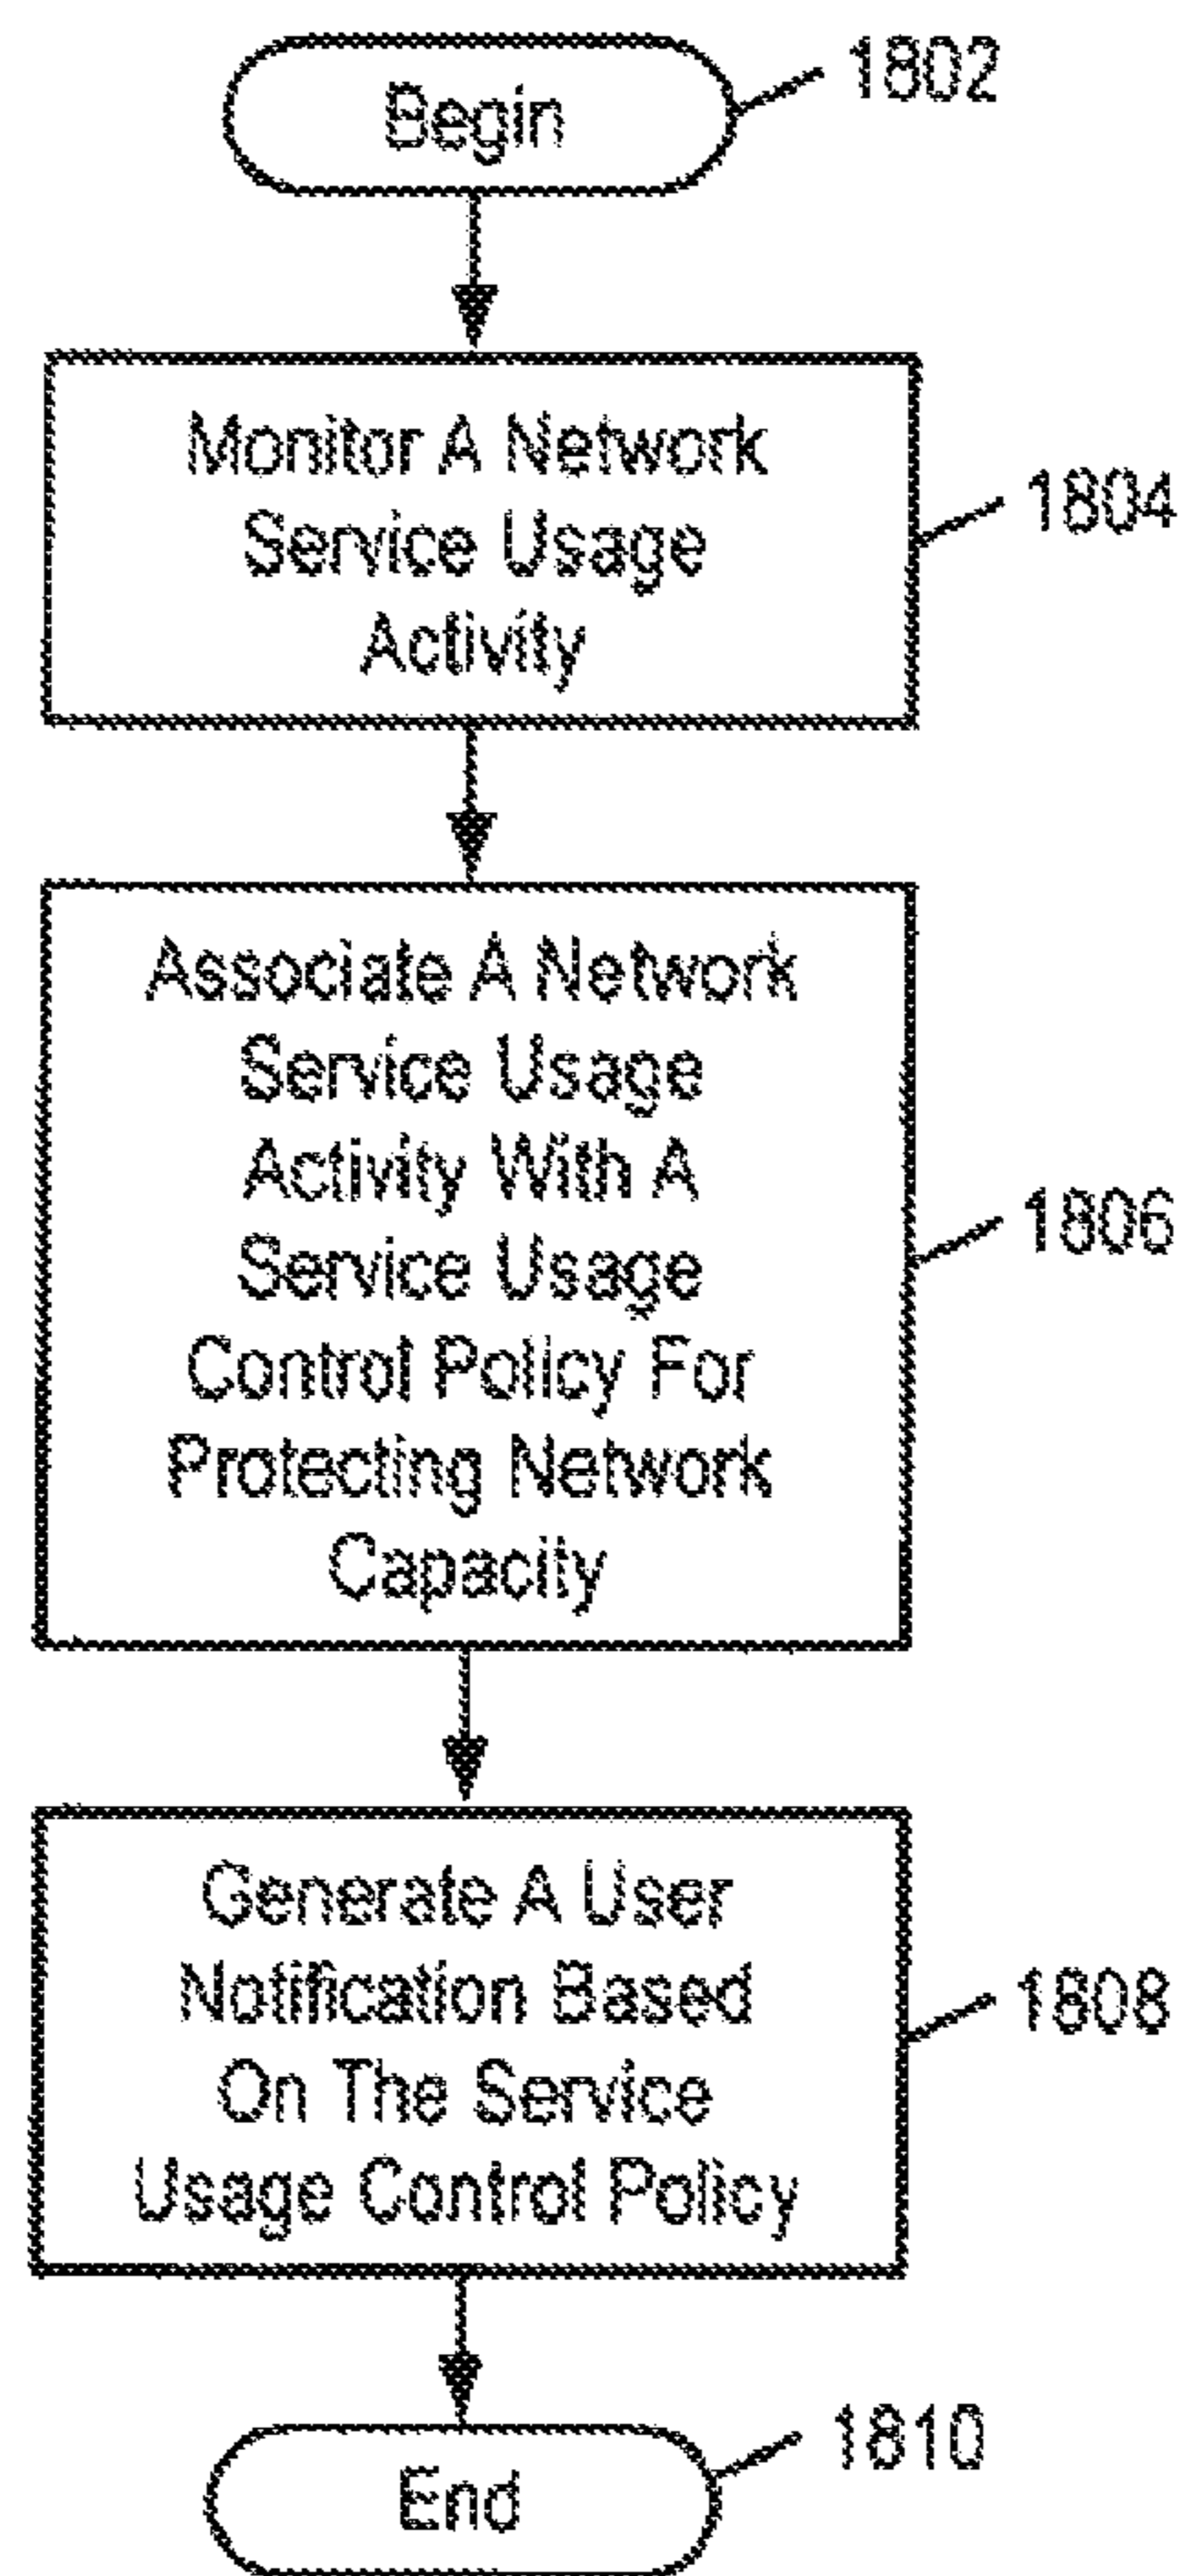 Begin
1802
Monitor A Network
Service Usage
Activity
1804
Associate A Network
Service Usage
Activity With A
Service Usage
Control Policy For
Protecting Network
Capacity
1806
Generate A User
Notification Based
On The Service
Usage Control Policy
1808
End
1810